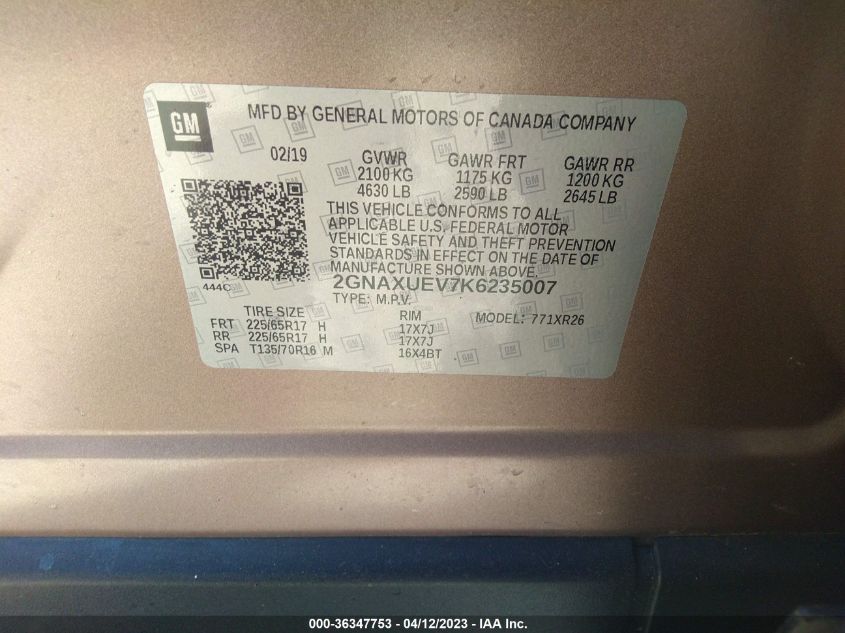 GM
MFD BY GENERAL MOTORS OF CANADA COMPANY
02/19 GVWR GAWR FRT GAWR RR
2100 KG 1175 KG 1200 KG
4630 LB 2590 LB 2645 LB
THIS VEHICLE CONFORMS TO ALL
APPLICABLE U.S. FEDERAL MOTOR
VEHICLE SAFETY AND THEFT PREVENTION
STANDARDS IN EFFECT ON THE DATE OF
MANUFACTURE SHOWN ABOVE.
444C 2GNAXUEV7K6235007
TYPE: M.P.V.
TIRE SIZE RIM MODEL: 771XR26
FRT 225/65R17 H 17X7J
RR 225/65R17 H 17X7J
SPA T135/70R16 M 16X4BT
000-36347753 - 04/12/2023 - IAA Inc.